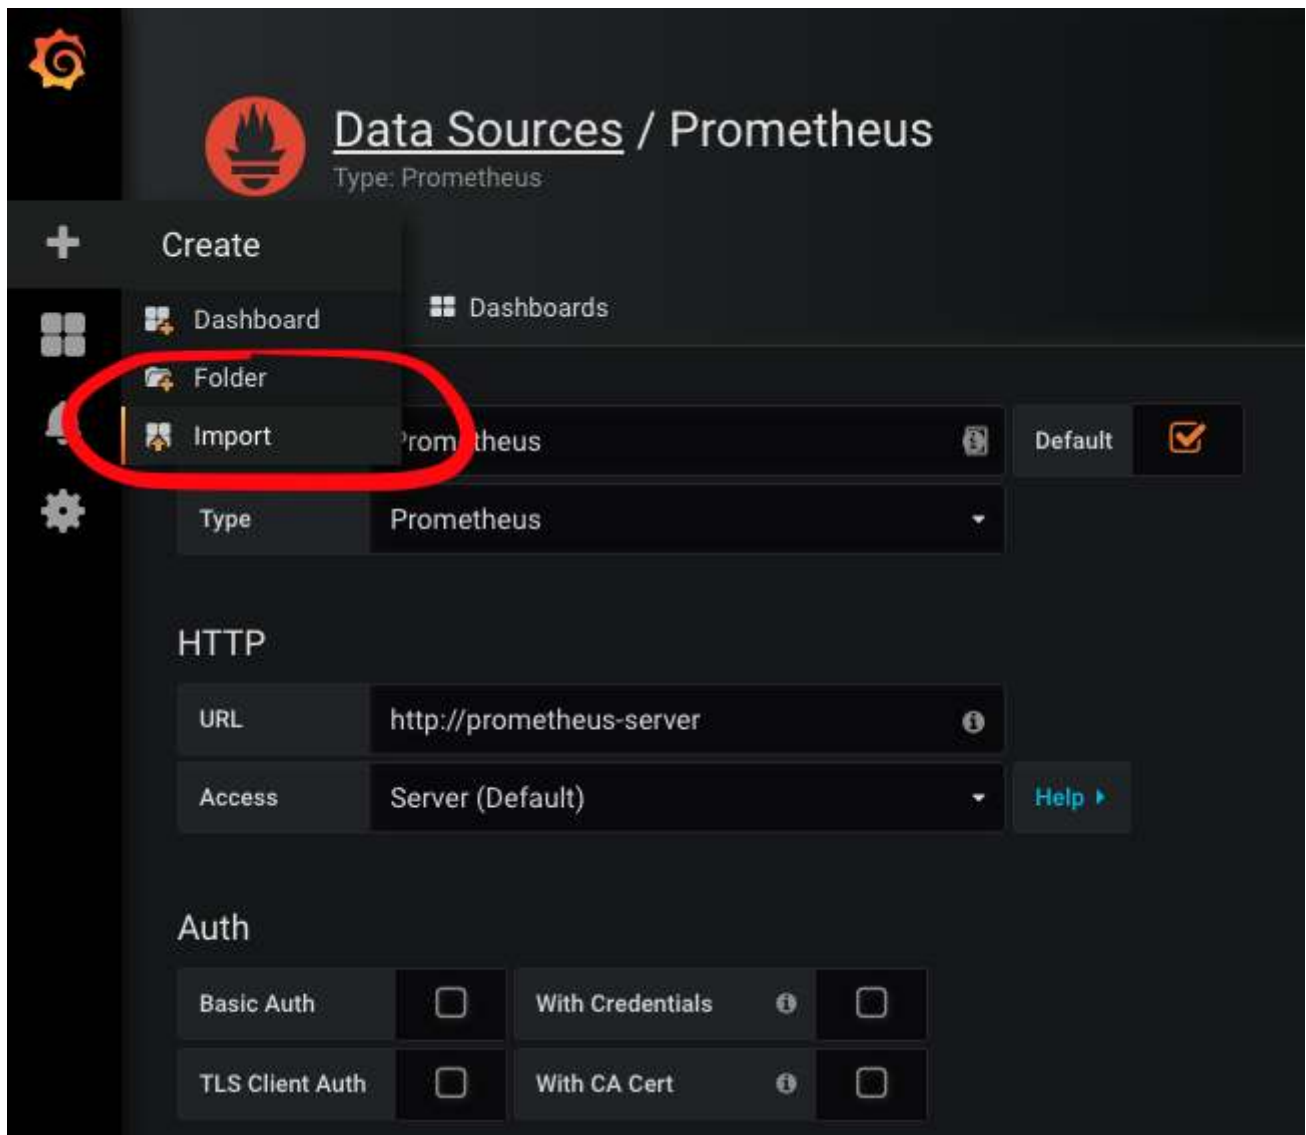 Data Sources / Prometheus
Type: Prometheus
Create
Dashboard
Dashboards
Folder
Import
Prometheus
Default
Type
Prometheus
HTTP
URL
http://prometheus-server
Access
Server (Default)
Help
Auth
Basic Auth
With Credentials
TLS Client Auth
With CA Cert